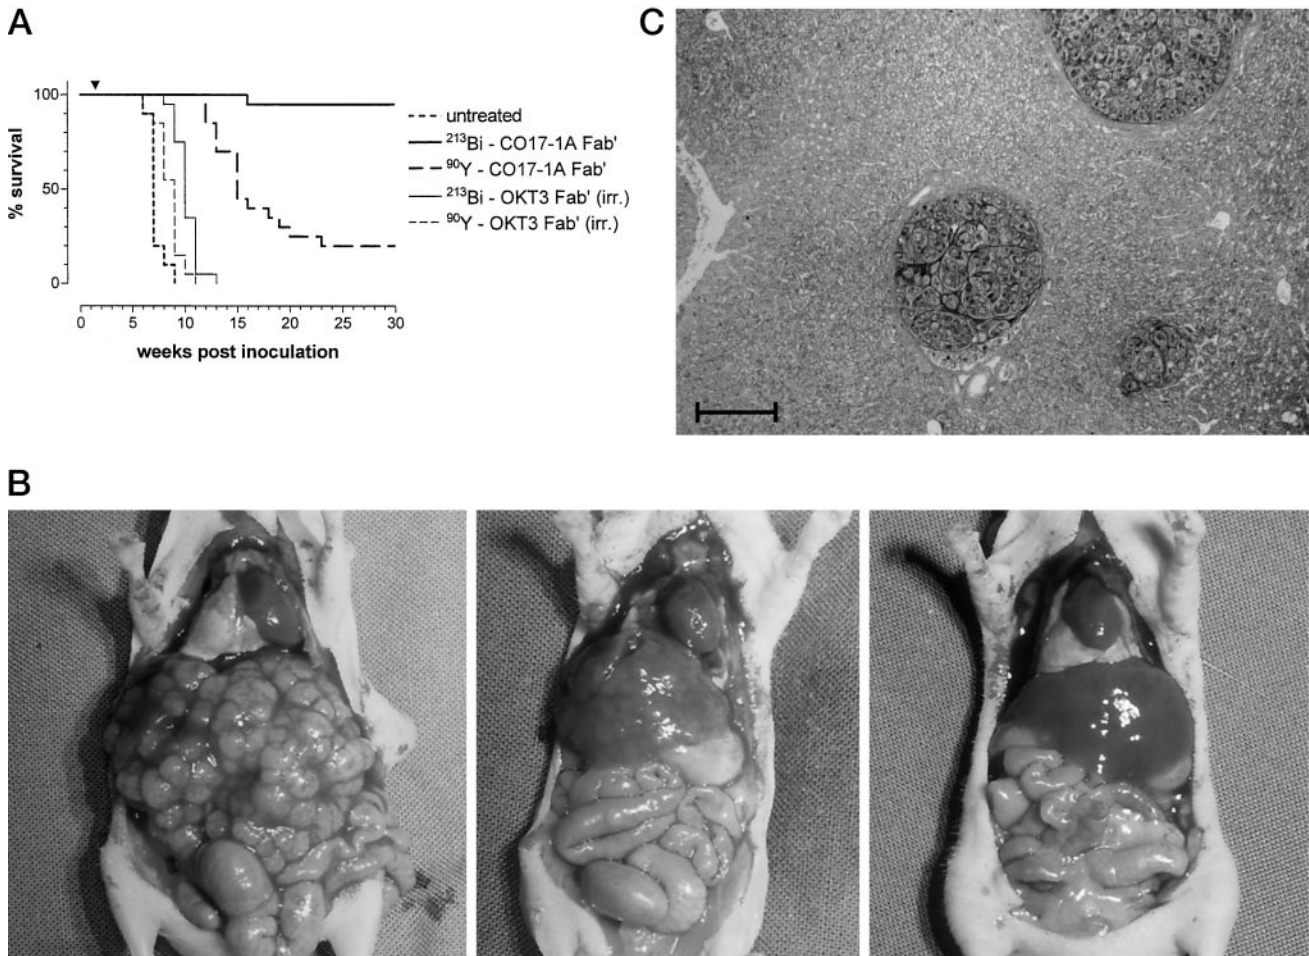 A
100
50
0
% survival
0 5 10 15 20 25 30
weeks post inoculation
untreated
²¹³Bi - CO17-1A Fab'
⁹⁰Y - CO17-1A Fab'
²¹³Bi - OKT3 Fab' (irr.)
⁹⁰Y - OKT3 Fab' (irr.)
C
B